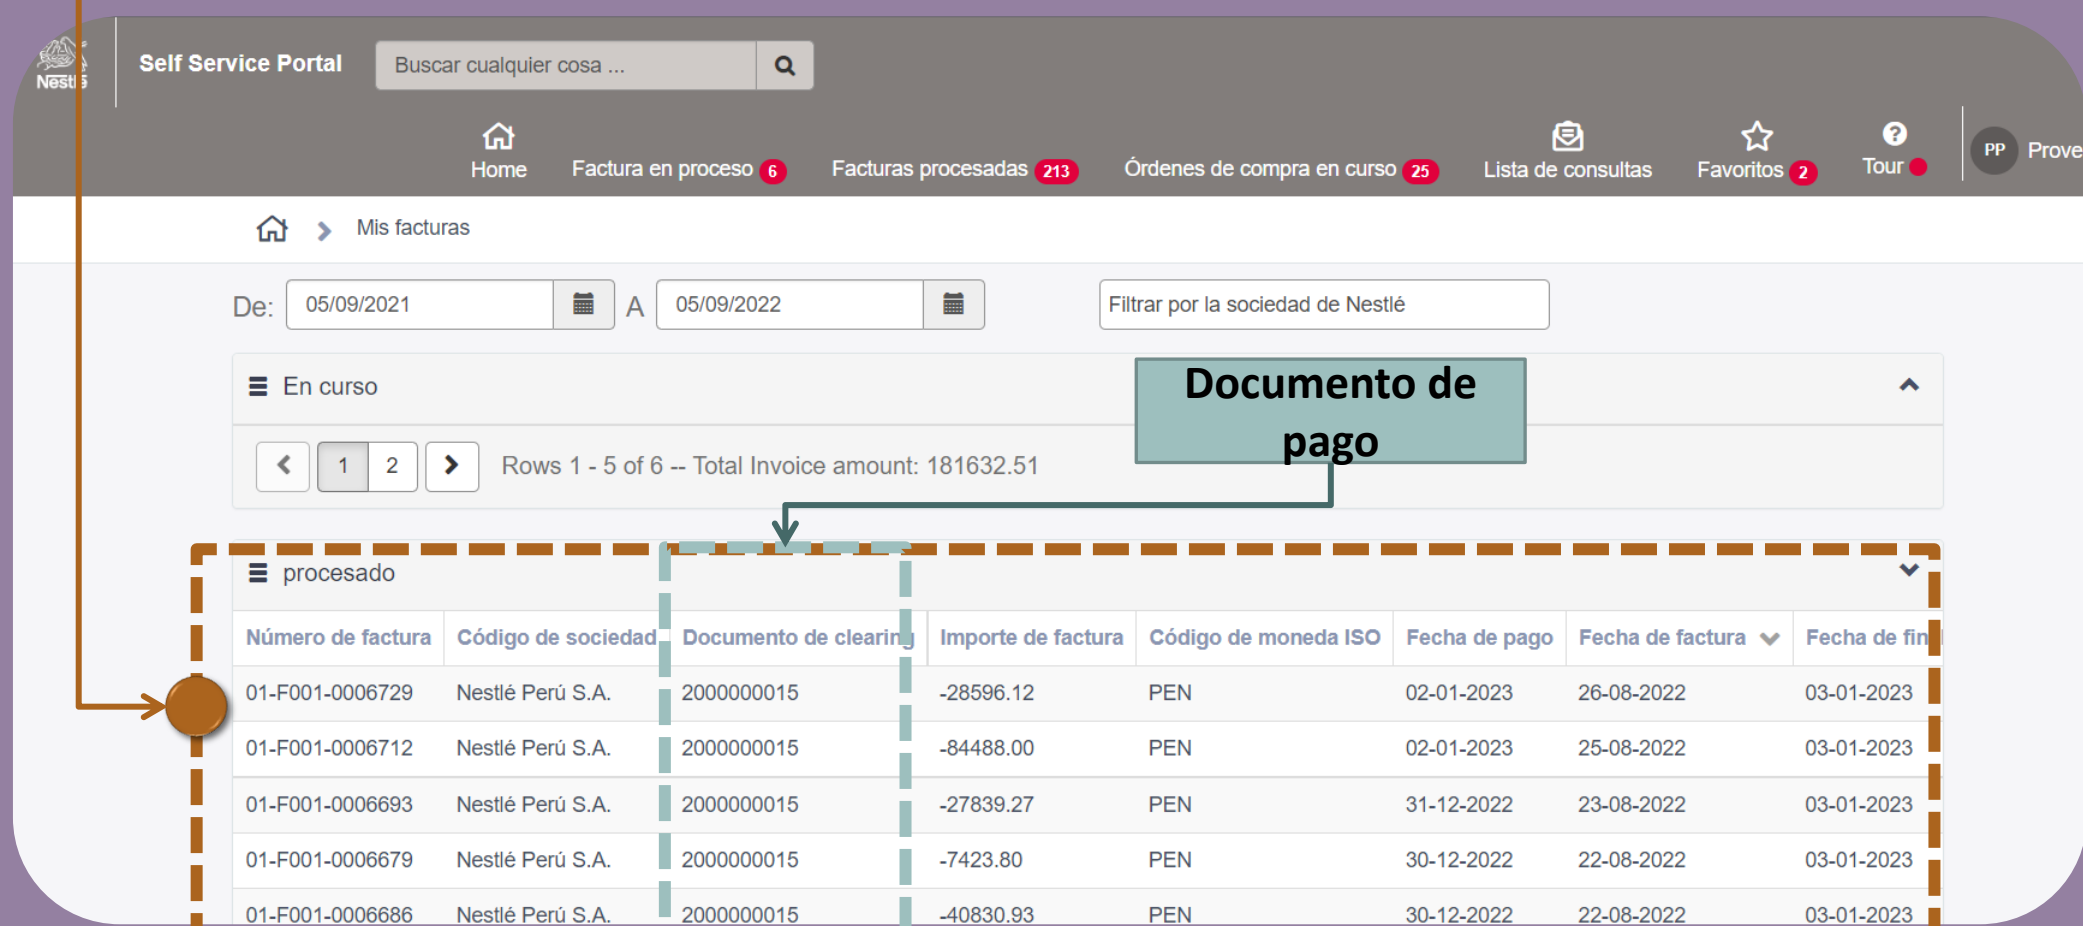 Nestlé
Self Service Portal
Buscar cualquier cosa ...
Home
Factura en proceso 6
Facturas procesadas 213
Órdenes de compra en curso 25
Lista de consultas
Favoritos 2
Tour
PP Prove
Mis facturas
De: 05/09/2021 A 05/09/2022
Filtrar por la sociedad de Nestlé
En curso
Documento de
pago
1 2 Rows 1 - 5 of 6 -- Total Invoice amount: 181632.51
procesado
Número de factura Código de sociedad Documento de clearing Importe de factura Código de moneda ISO Fecha de pago Fecha de factura Fecha de fin
01-F001-0006729 Nestlé Perú S.A. 2000000015 -28596.12 PEN 02-01-2023 26-08-2022 03-01-2023
01-F001-0006712 Nestlé Perú S.A. 2000000015 -84488.00 PEN 02-01-2023 25-08-2022 03-01-2023
01-F001-0006693 Nestlé Perú S.A. 2000000015 -27839.27 PEN 31-12-2022 23-08-2022 03-01-2023
01-F001-0006679 Nestlé Perú S.A. 2000000015 -7423.80 PEN 30-12-2022 22-08-2022 03-01-2023
01-F001-0006686 Nestlé Perú S.A. 2000000015 -40830.93 PEN 30-12-2022 22-08-2022 03-01-2023